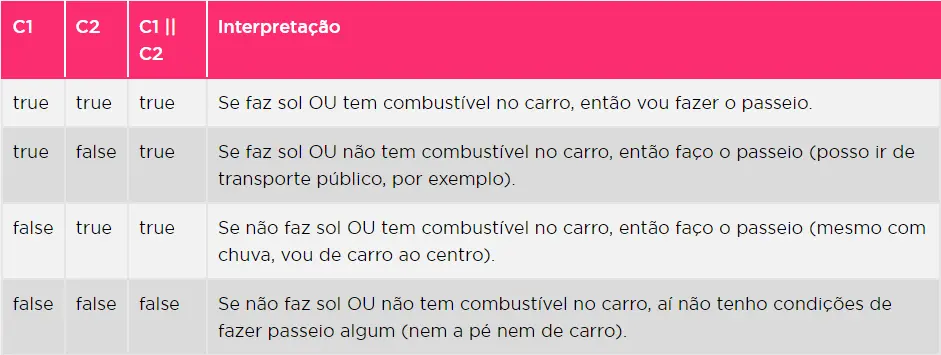 C1 C2 C1 || C2 Interpretação
true true true Se faz sol OU tem combustível no carro, então vou fazer o passeio.
true false true Se faz sol OU não tem combustível no carro, então faço o passeio (posso ir de
transporte público, por exemplo).
false true true Se não faz sol OU tem combustível no carro, então faço o passeio (mesmo com
chuva, vou de carro ao centro).
false false false Se não faz sol OU não tem combustível no carro, aí não tenho condições de
fazer passeio algum (nem a pé nem de carro).